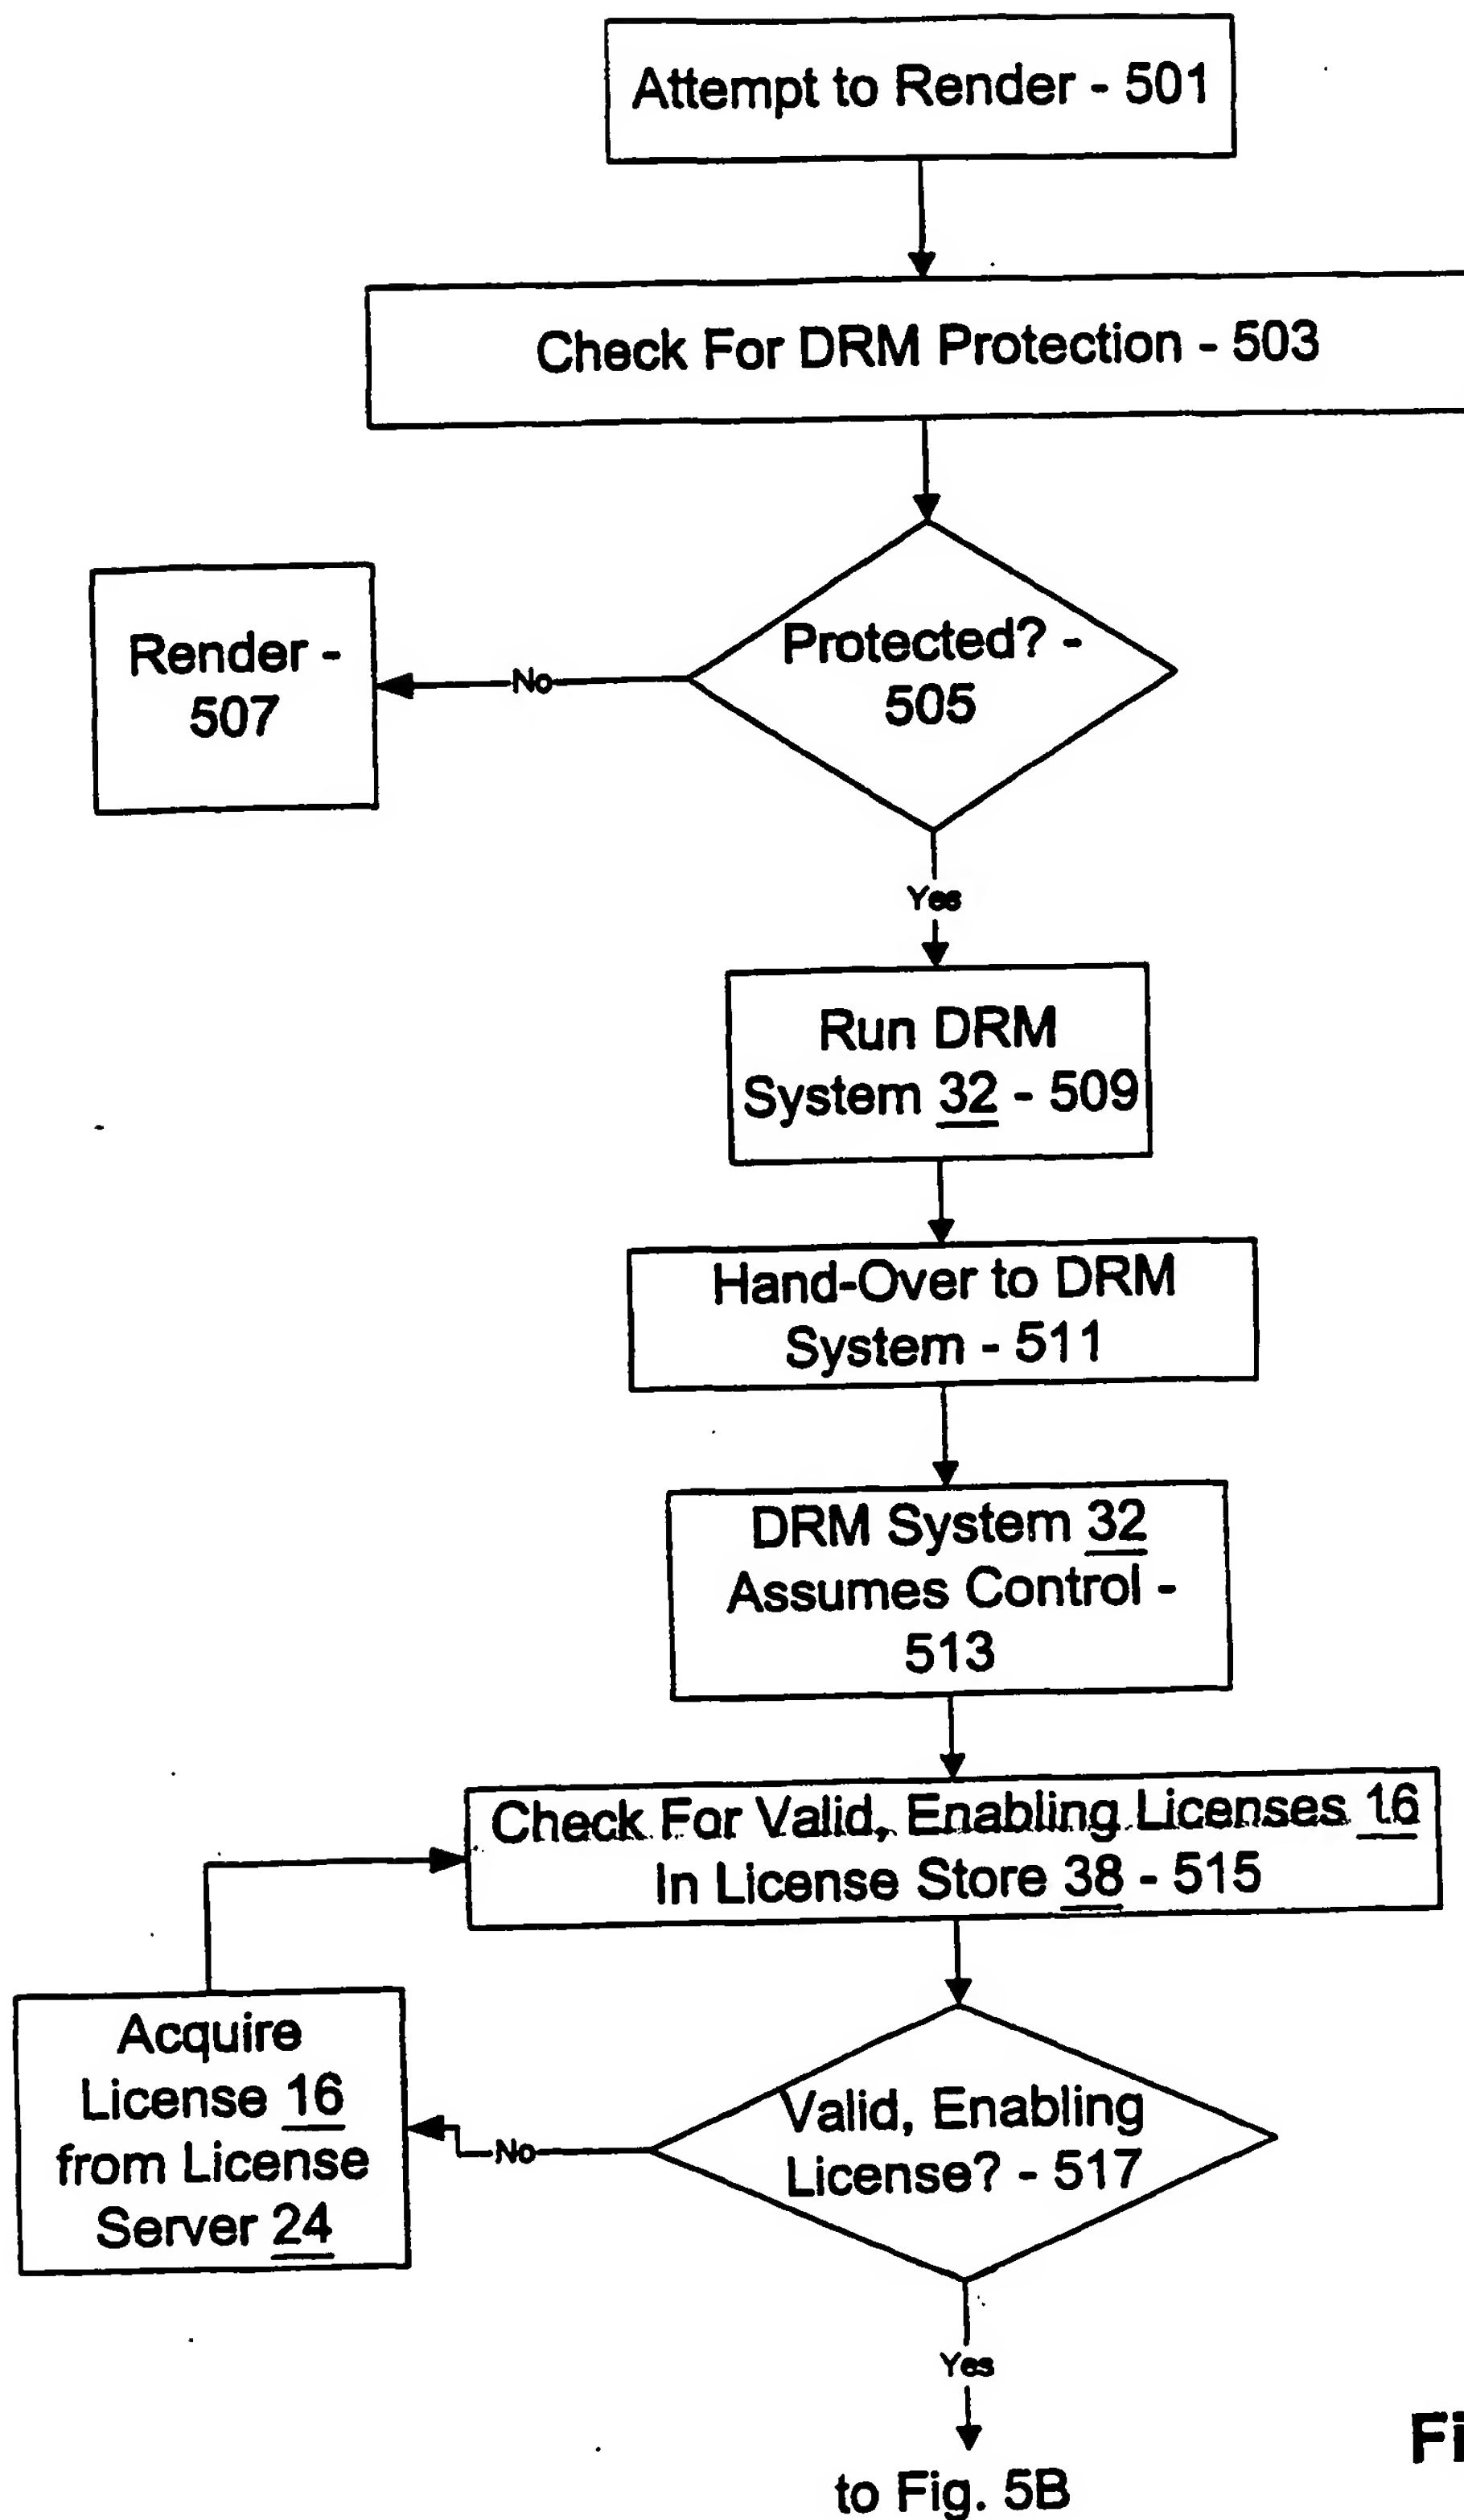 Attempt to Render - 501
Check For DRM Protection - 503
Protected? -
505
No
Render -
507
Yes
Run DRM
System 32 - 509
Hand-Over to DRM
System - 511
DRM System 32
Assumes Control -
513
Check For Valid, Enabling Licenses 16
In License Store 38 - 515
Valid, Enabling
License? - 517
No
Acquire
License 16
from License
Server 24
Yes
to Fig. 5B